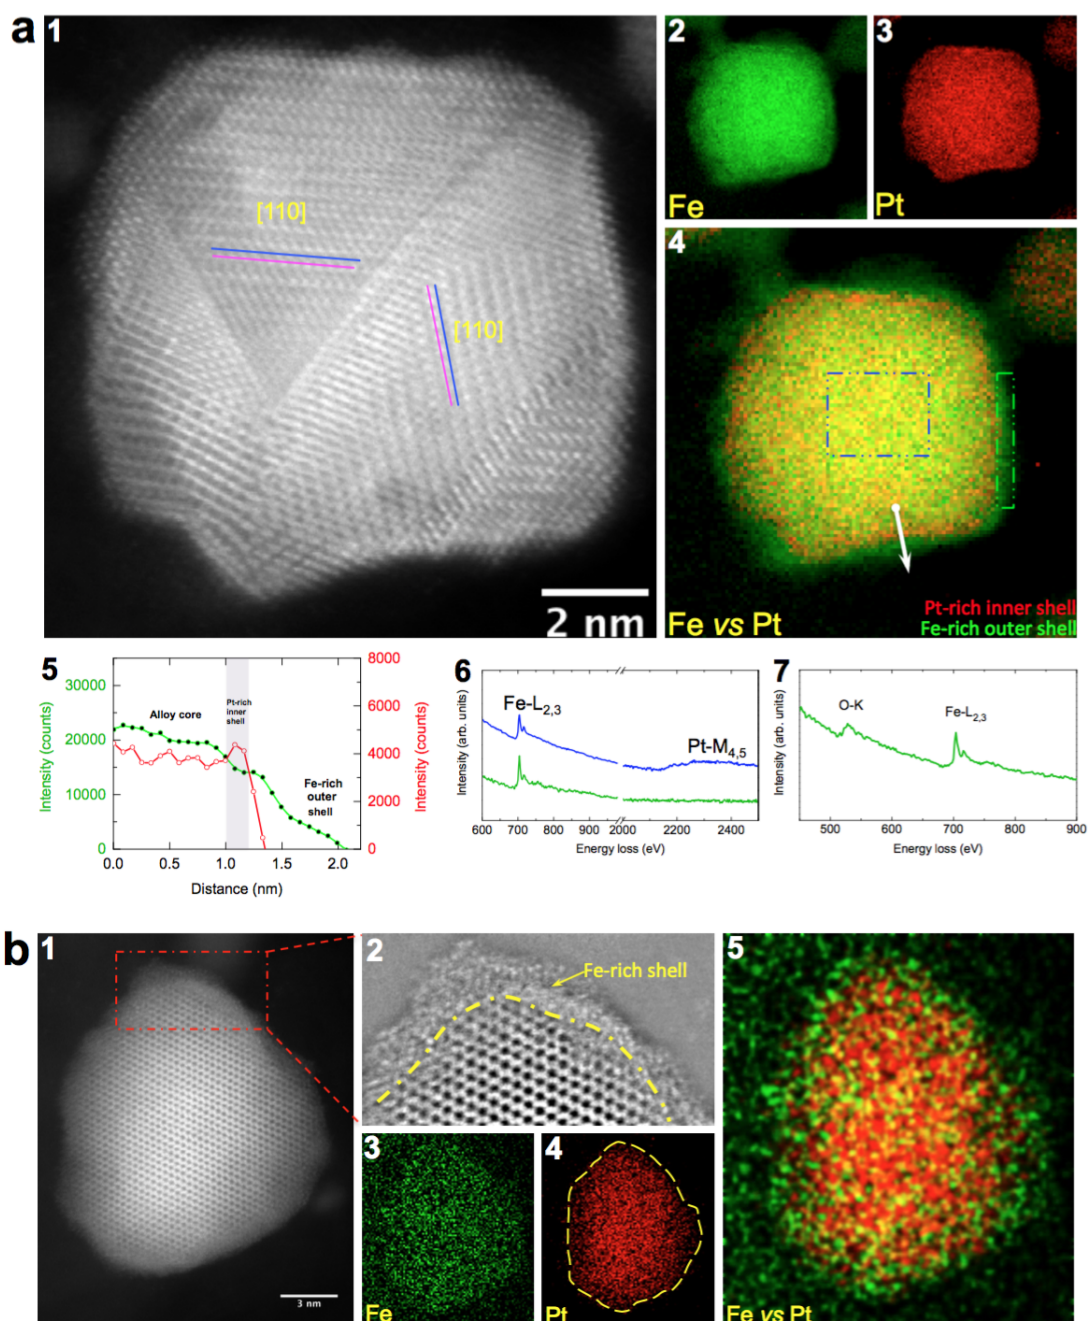 a
1
[110]
[110]
2 nm
2
Fe
3
Pt
4
Pt-rich inner shell
Fe-rich outer shell
Fe vs Pt
5
30000
20000
10000
0
Intensity (counts)
Alloy core
Pt-rich
inner
shell
Fe-rich
outer
shell
8000
6000
4000
2000
0
Intensity (counts)
0.0 0.5 1.0 1.5 2.0
Distance (nm)
6
Intensity (arb. units)
Fe-L2,3
Pt-M4,5
600 700 800 900 2000 2200 2400
Energy loss (eV)
7
Intensity (arb. units)
O-K
Fe-L2,3
500 600 700 800 900
Energy loss (eV)
b
1
3 nm
2
Fe-rich shell
3
Fe
4
Pt
5
Fe vs Pt